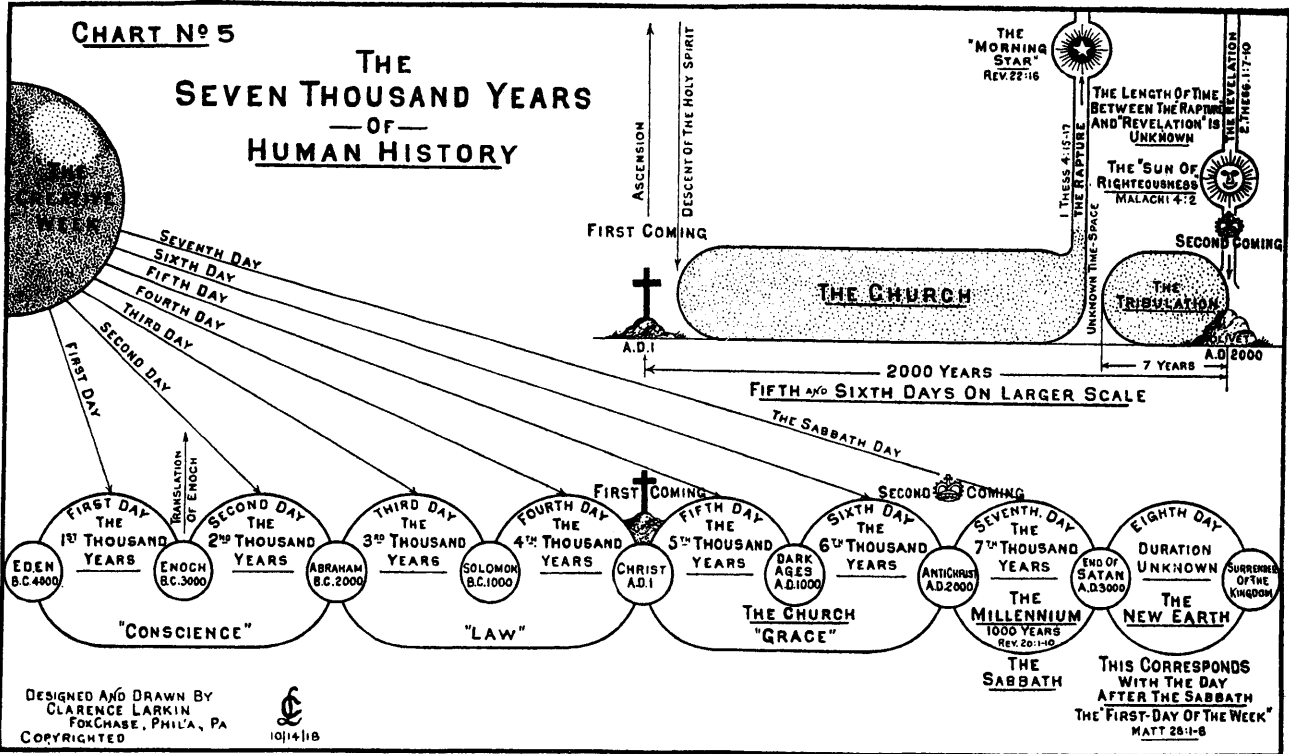 CHART Nº 5
THE
SEVEN THOUSAND YEARS
— OF —
HUMAN HISTORY
THE
CREATIVE
WEEK
SEVENTH DAY
SIXTH DAY
FIFTH DAY
FOURTH DAY
THIRD DAY
SECOND DAY
FIRST DAY
THE SABBATH DAY
ASCENSION
DESCENT OF THE HOLY SPIRIT
FIRST COMING
A.D.1
THE CHURCH
THE
"MORNING
STAR"
REV. 22:16
1 THESS 4:15-17
THE RAPTURE
UNKNOWN TIME-SPACE
THE LENGTH OF TIME
BETWEEN THE "RAPTURE"
AND "REVELATION" IS
UNKNOWN
THE REVELATION
2. THESS. 1:7-10
THE "SUN OF
RIGHTEOUSNESS"
MALACHI 4:2
SECOND COMING
THE
TRIBULATION
OLIVET
A.D. 2000
7 YEARS
2000 YEARS
FIFTH AND SIXTH DAYS ON LARGER SCALE
EDEN
B.C. 4000
FIRST DAY
THE
1ST THOUSAND
YEARS
TRANSLATION
OF ENOCH
ENOCH
B.C. 3000
SECOND DAY
THE
2ND THOUSAND
YEARS
"CONSCIENCE"
ABRAHAM
B.C. 2000
THIRD DAY
THE
3RD THOUSAND
YEARS
SOLOMON
B.C. 1000
FOURTH DAY
THE
4TH THOUSAND
YEARS
"LAW"
FIRST COMING
CHRIST
A.D.1
FIFTH DAY
THE
5TH THOUSAND
YEARS
DARK
AGES
A.D. 1000
SIXTH DAY
THE
6TH THOUSAND
YEARS
THE CHURCH
"GRACE"
SECOND COMING
ANTICHRIST
A.D. 2000
SEVENTH. DAY
THE
7TH THOUSAND
YEARS
THE
MILLENNIUM
1000 YEARS
REV. 20:1-10
THE
SABBATH
END OF
SATAN
A.D. 3000
EIGHTH DAY
DURATION
UNKNOWN
THE
NEW EARTH
SURRENDER
OF THE
KINGDOM
THIS CORRESPONDS
WITH THE DAY
AFTER THE SABBATH
THE "FIRST-DAY OF THE WEEK"
MATT 28:1-8
DESIGNED AND DRAWN BY
CLARENCE LARKIN
FOXCHASE, PHIL'A., PA
COPYRIGHTED
CL
10/14/18